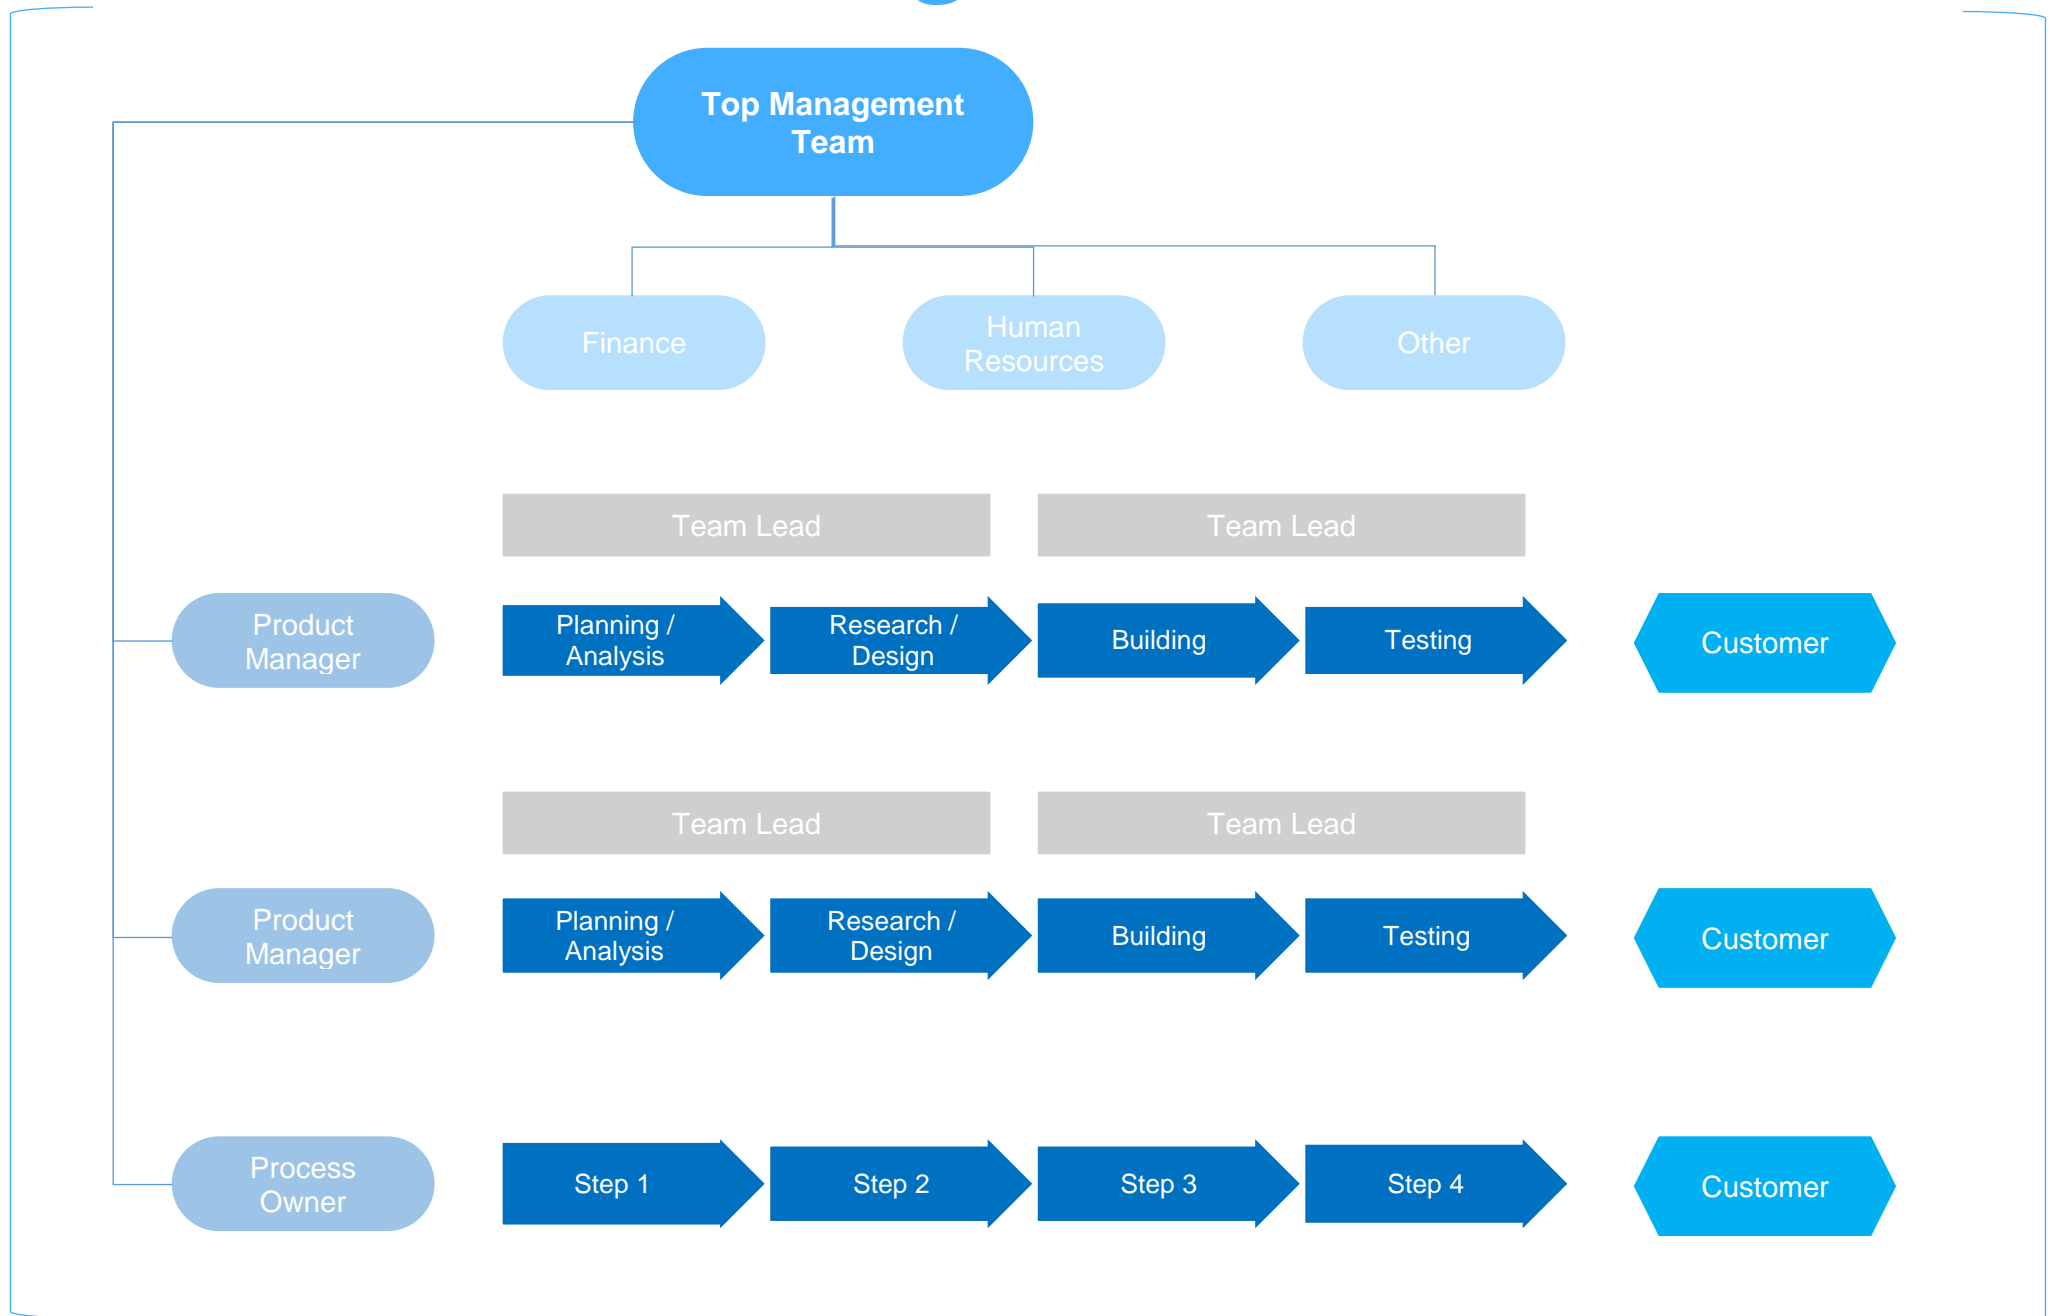 Top Management
Team
Finance
Human
Resources
Other
Team Lead
Team Lead
Product
Manager
Planning /
Analysis
Research /
Design
Building
Testing
Customer
Team Lead
Team Lead
Product
Manager
Planning /
Analysis
Research /
Design
Building
Testing
Customer
Process
Owner
Step 1
Step 2
Step 3
Step 4
Customer